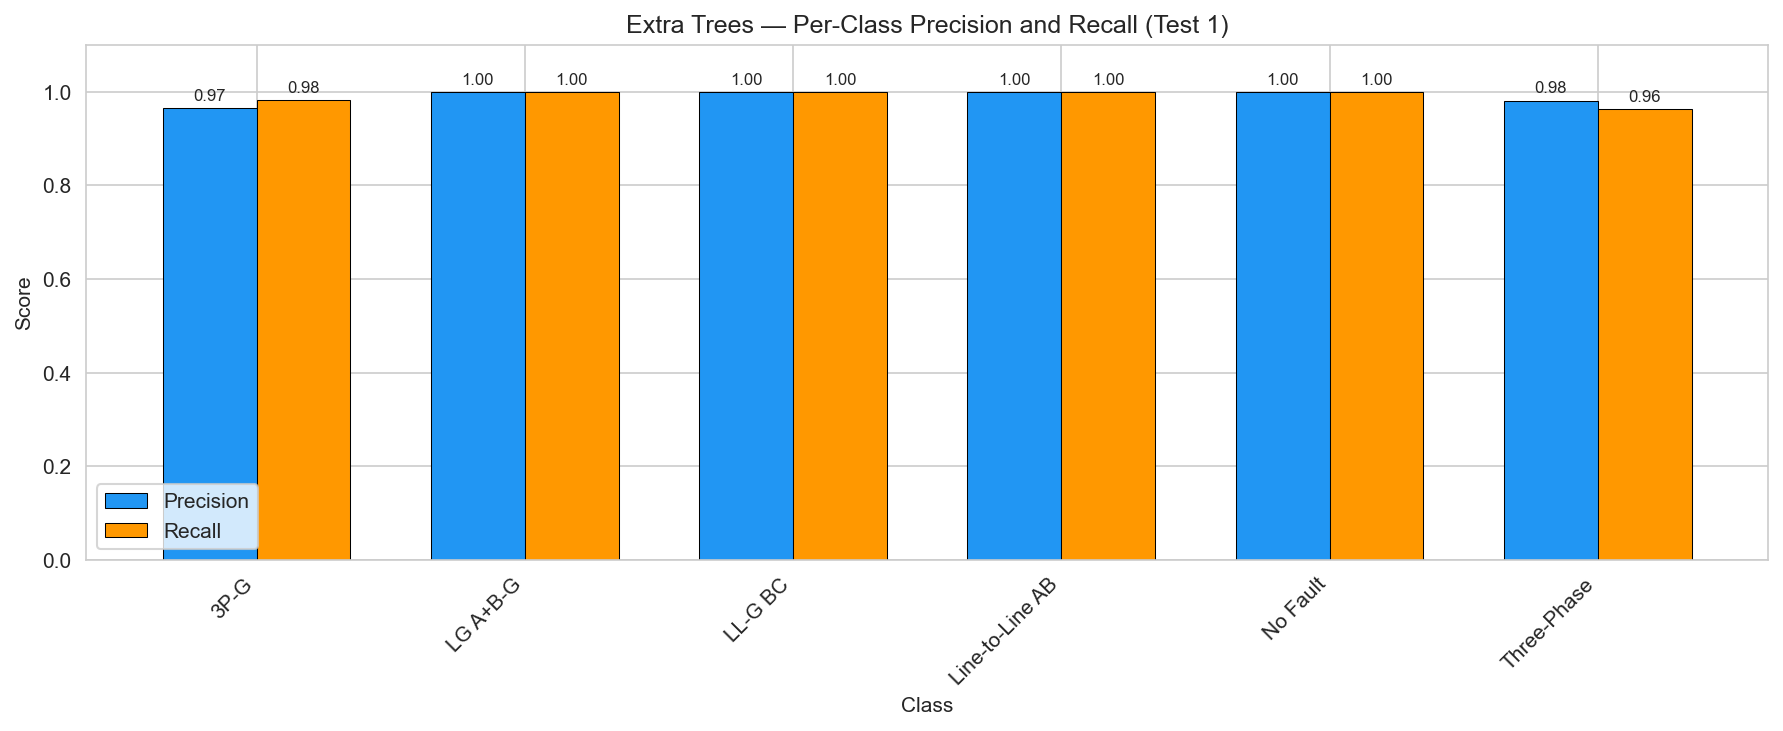 Extra Trees — Per-Class Precision and Recall (Test 1)
0.97 0.98 1.00 1.00 1.00 1.00 1.00 1.00 1.00 1.00 0.98 0.96
1.0
0.8
0.6
0.4
0.2
0.0
Score
Precision
Recall
3P-G
LG A+B-G
LL-G BC
Line-to-Line AB
No Fault
Three-Phase
Class